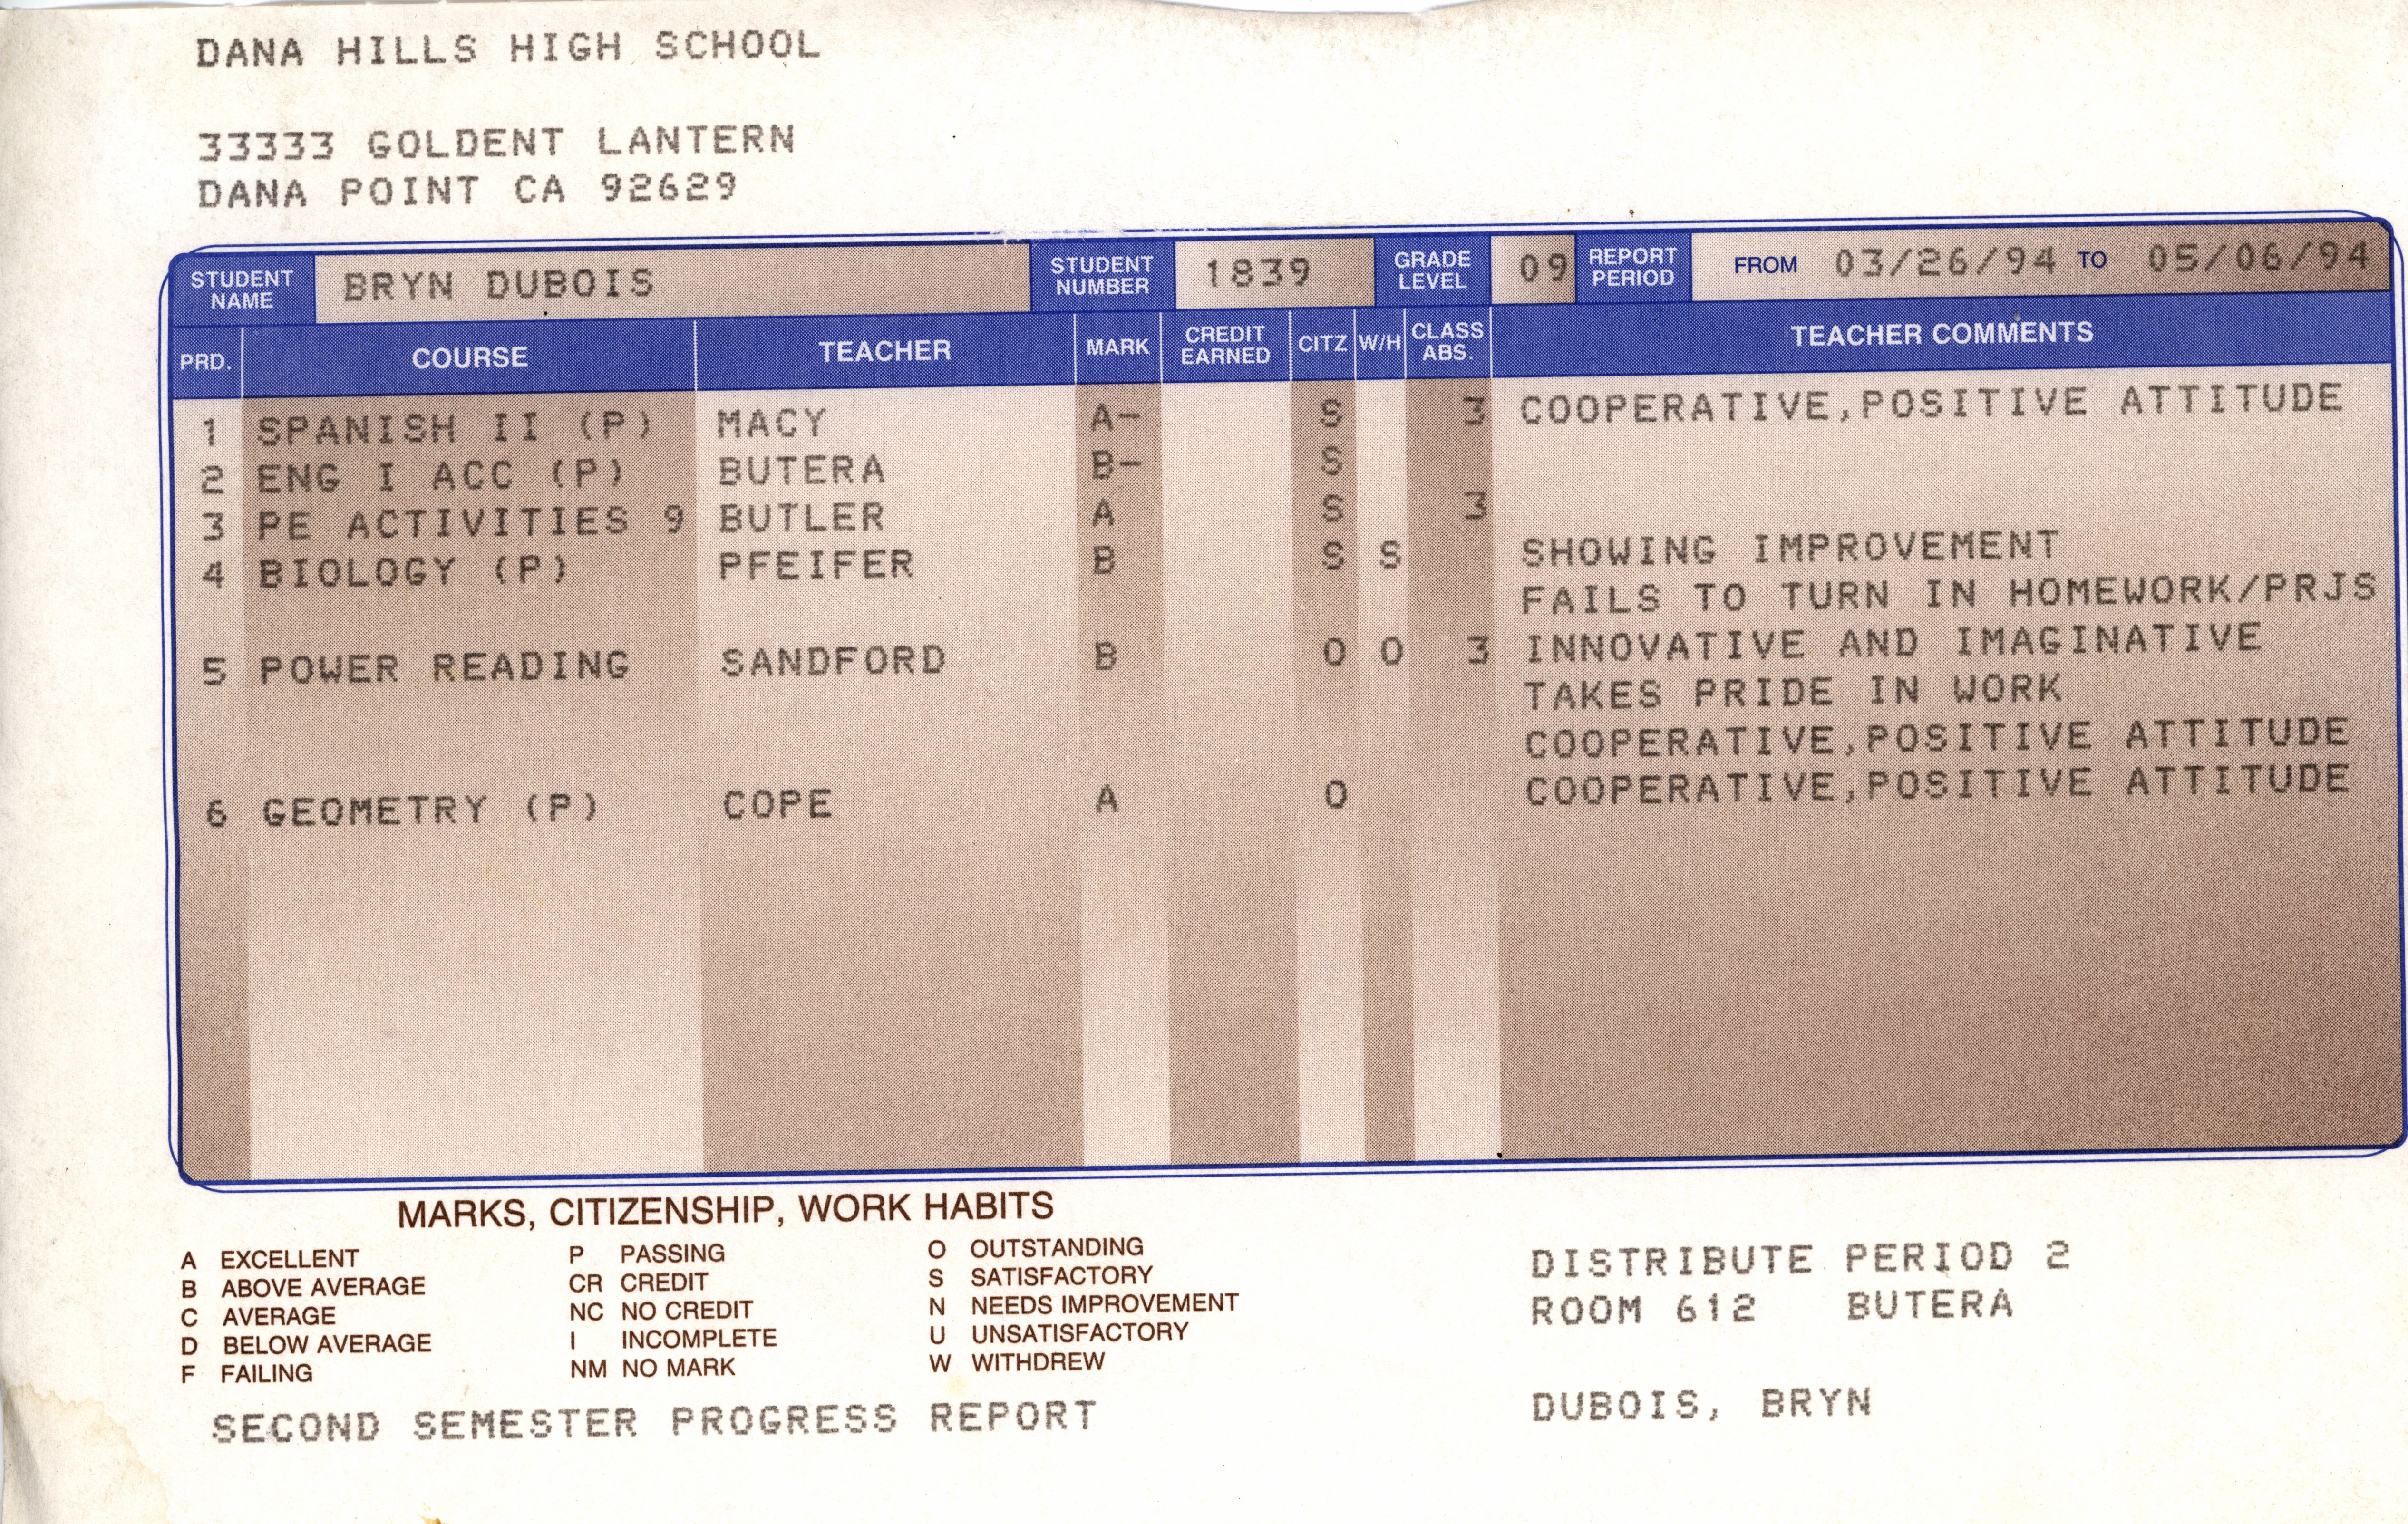 DANA HILLS HIGH SCHOOL
33333 GOLDENT LANTERN
DANA POINT CA 92629
STUDENT NAME BRYN DUBOIS STUDENT NUMBER 1839 GRADE LEVEL 09 REPORT PERIOD FROM 03/26/94 TO 05/06/94
PRD. COURSE TEACHER MARK CREDIT EARNED CITZ W/H CLASS ABS. TEACHER COMMENTS
1 SPANISH II (P) MACY A- S 3 COOPERATIVE,POSITIVE ATTITUDE
2 ENG I ACC (P) BUTERA B- S
3 PE ACTIVITIES 9 BUTLER A S 3
4 BIOLOGY (P) PFEIFER B S S SHOWING IMPROVEMENT
FAILS TO TURN IN HOMEWORK/PRJS
5 POWER READING SANDFORD B O O 3 INNOVATIVE AND IMAGINATIVE
TAKES PRIDE IN WORK
COOPERATIVE,POSITIVE ATTITUDE
6 GEOMETRY (P) COPE A O COOPERATIVE,POSITIVE ATTITUDE
MARKS, CITIZENSHIP, WORK HABITS
A EXCELLENT P PASSING O OUTSTANDING
B ABOVE AVERAGE CR CREDIT S SATISFACTORY
C AVERAGE NC NO CREDIT N NEEDS IMPROVEMENT
D BELOW AVERAGE I INCOMPLETE U UNSATISFACTORY
F FAILING NM NO MARK W WITHDREW
DISTRIBUTE PERIOD 2
ROOM 612 BUTERA
SECOND SEMESTER PROGRESS REPORT DUBOIS, BRYN